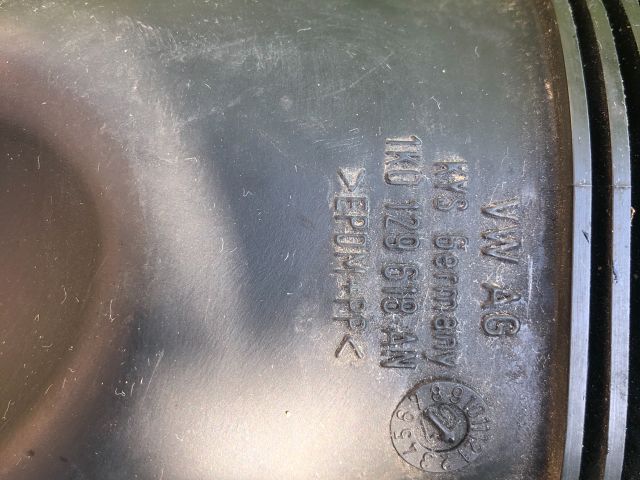 VW AG
KYS Germany
1K0 129 618 AN
>EPDM-PP<